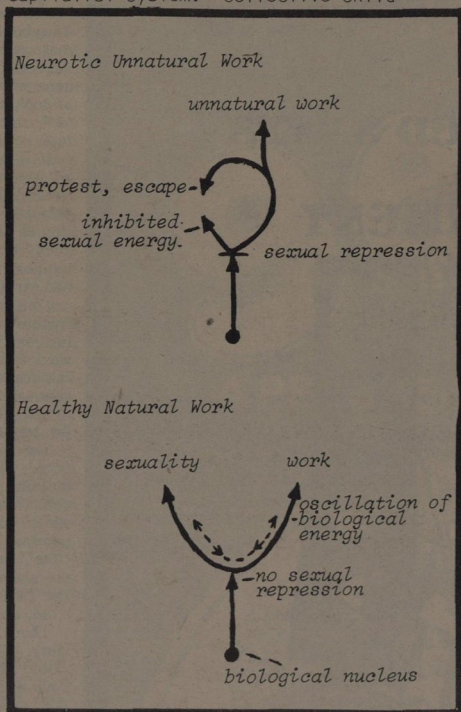 Neurotic Unnatural Work
unnatural work
protest, escape-
inhibited-
sexual energy-
sexual repression
Healthy Natural Work
sexuality work
oscillation of
biological
energy
no sexual
repression
biological nucleus